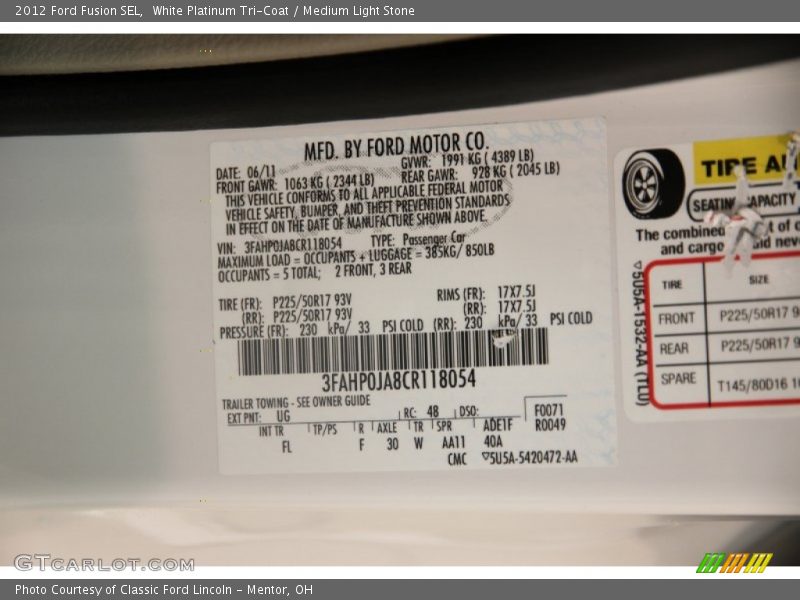 2012 Ford Fusion SEL,  White Platinum Tri-Coat / Medium Light Stone
MFD. BY FORD MOTOR CO.
DATE: 06/11 GVWR: 1991 KG ( 4389 LB)
FRONT GAWR: 1063 KG ( 2344 LB) REAR GAWR: 928 KG ( 2045 LB)
THIS VEHICLE CONFORMS TO ALL APPLICABLE FEDERAL MOTOR
VEHICLE SAFETY, BUMPER, AND THEFT PREVENTION STANDARDS
IN EFFECT ON THE DATE OF MANUFACTURE SHOWN ABOVE.
VIN: 3FAHP0JA8CR118054 TYPE: Passenger Car
MAXIMUM LOAD = OCCUPANTS + LUGGAGE = 385KG/ 850LB
OCCUPANTS = 5 TOTAL; 2 FRONT, 3 REAR
TIRE (FR): P225/50R17 93V RIMS (FR): 17X7.5J
(RR): P225/50R17 93V (RR): 17X7.5J
PRESSURE (FR): 230 kPa/ 33 PSI COLD (RR): 230 kPa/ 33 PSI COLD
3FAHP0JA8CR118054
TRAILER TOWING - SEE OWNER GUIDE
EXT PNT: UG RC: 48 DSO: F0071
INT TR TP/PS R AXLE TR SPR ADE1F R0049
FL F 30 W AA11 40A
CMC ▽5U5A-5420472-AA
TIRE
SEATING CAPACITY
The combined
and cargo
▽5U5A-1532-AA (TL0)
TIRE SIZE
FRONT P225/50R17 9
REAR P225/50R17 9
SPARE T145/80D16
GTCARLOT.COM
Photo Courtesy of Classic Ford Lincoln - Mentor, OH